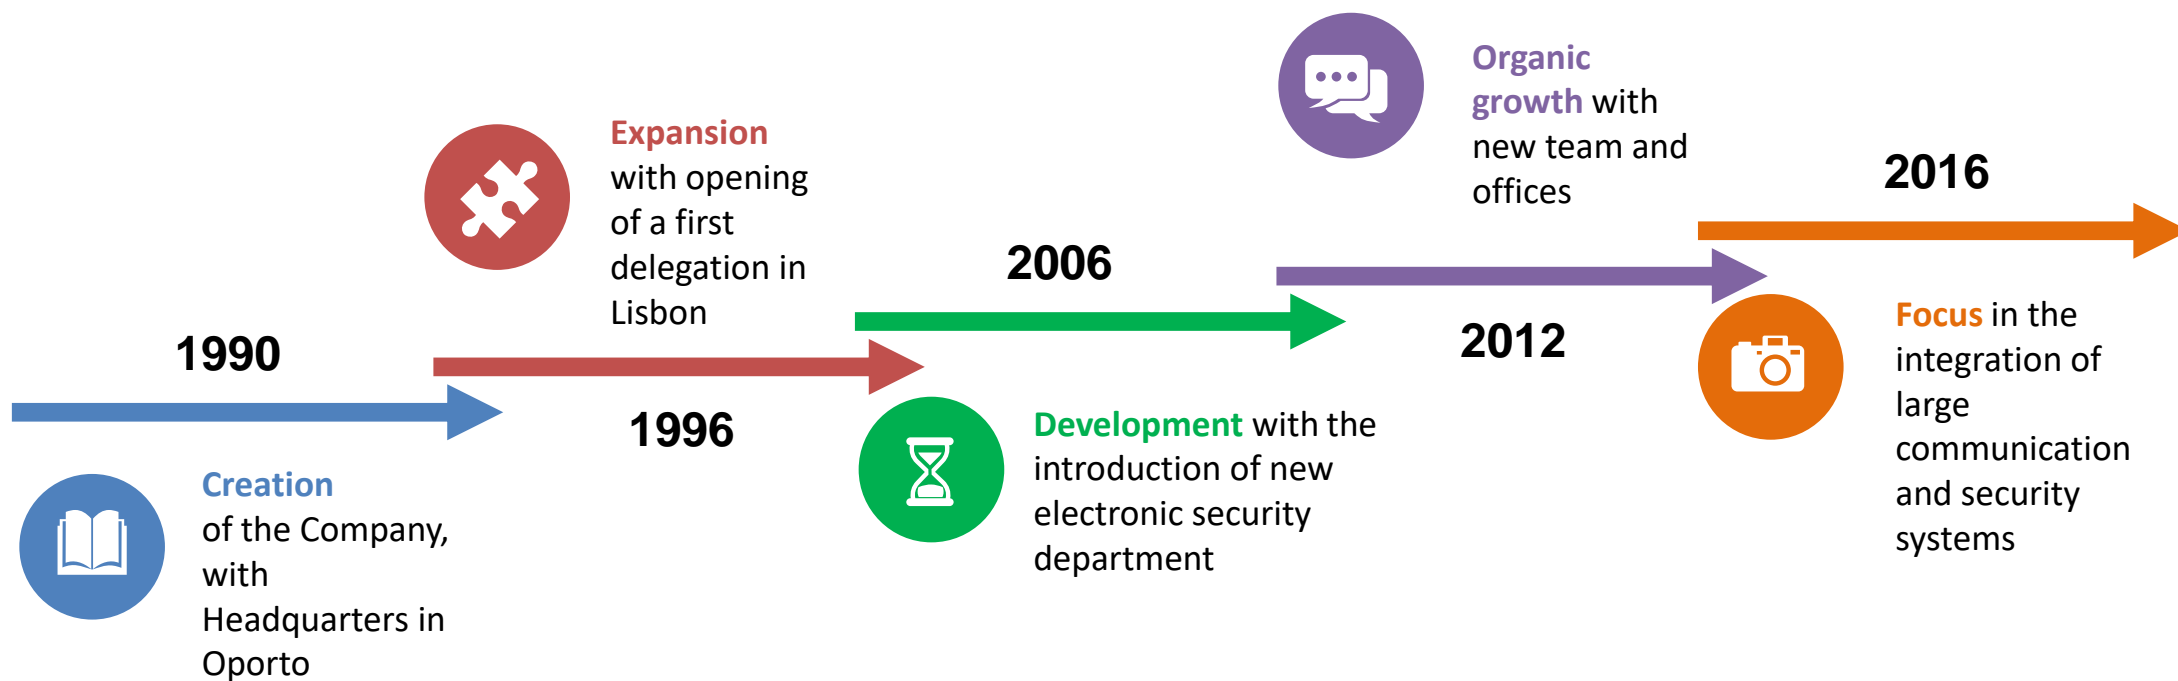 1990
Creation
of the Company,
with
Headquarters in
Oporto
Expansion
with opening
of a first
delegation in
Lisbon
1996
2006
Development with the
introduction of new
electronic security
department
Organic
growth with
new team and
offices
2012
2016
Focus in the
integration of
large
communication
and security
systems